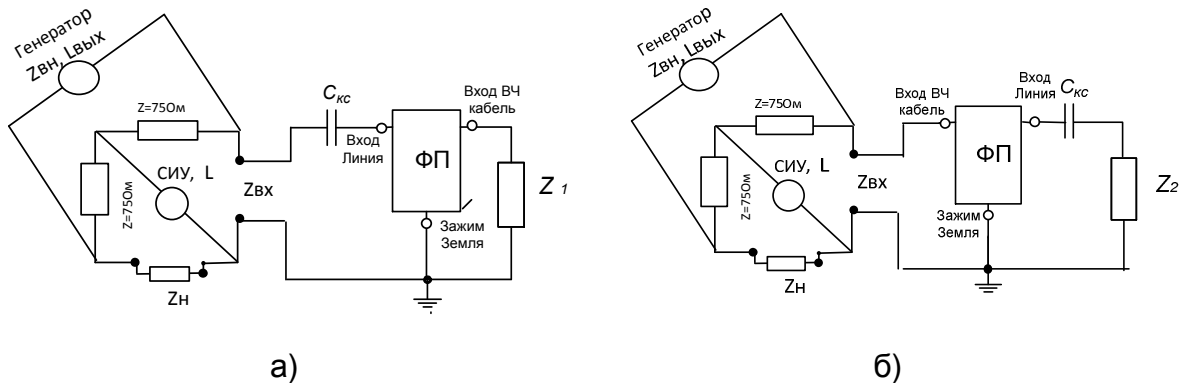 Генератор
Zвн, Lвых
Z=75Ом
Z=75Ом
СИУ, L
Zн
Zвх
Cкс
Вход
Линия
ФП
Вход ВЧ
кабель
Z 1
Зажим
Земля
а)
Генератор
Zвн, Lвых
Z=75Ом
Z=75Ом
СИУ, L
Zн
Zвх
Вход ВЧ
кабель
ФП
Вход
Линия
Cкс
Z2
Зажим
Земля
б)